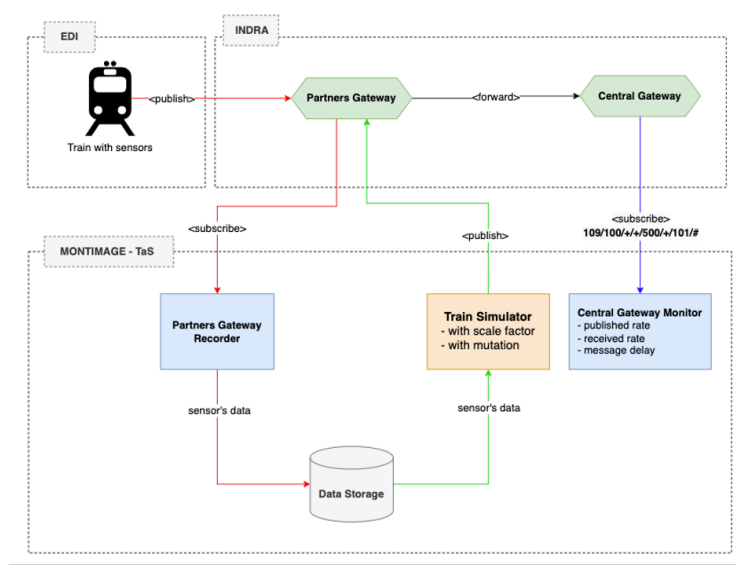 EDI
INDRA
<publish>
Partners Gateway
<forward>
Central Gateway
Train with sensors
<subscribe>
<publish>
<subscribe>
109/100/+/+/500/+/101/#
MONTIMAGE - TaS
Partners Gateway
Recorder
Train Simulator
- with scale factor
- with mutation
Central Gateway Monitor
- published rate
- received rate
- message delay
sensor's data
sensor's data
Data Storage